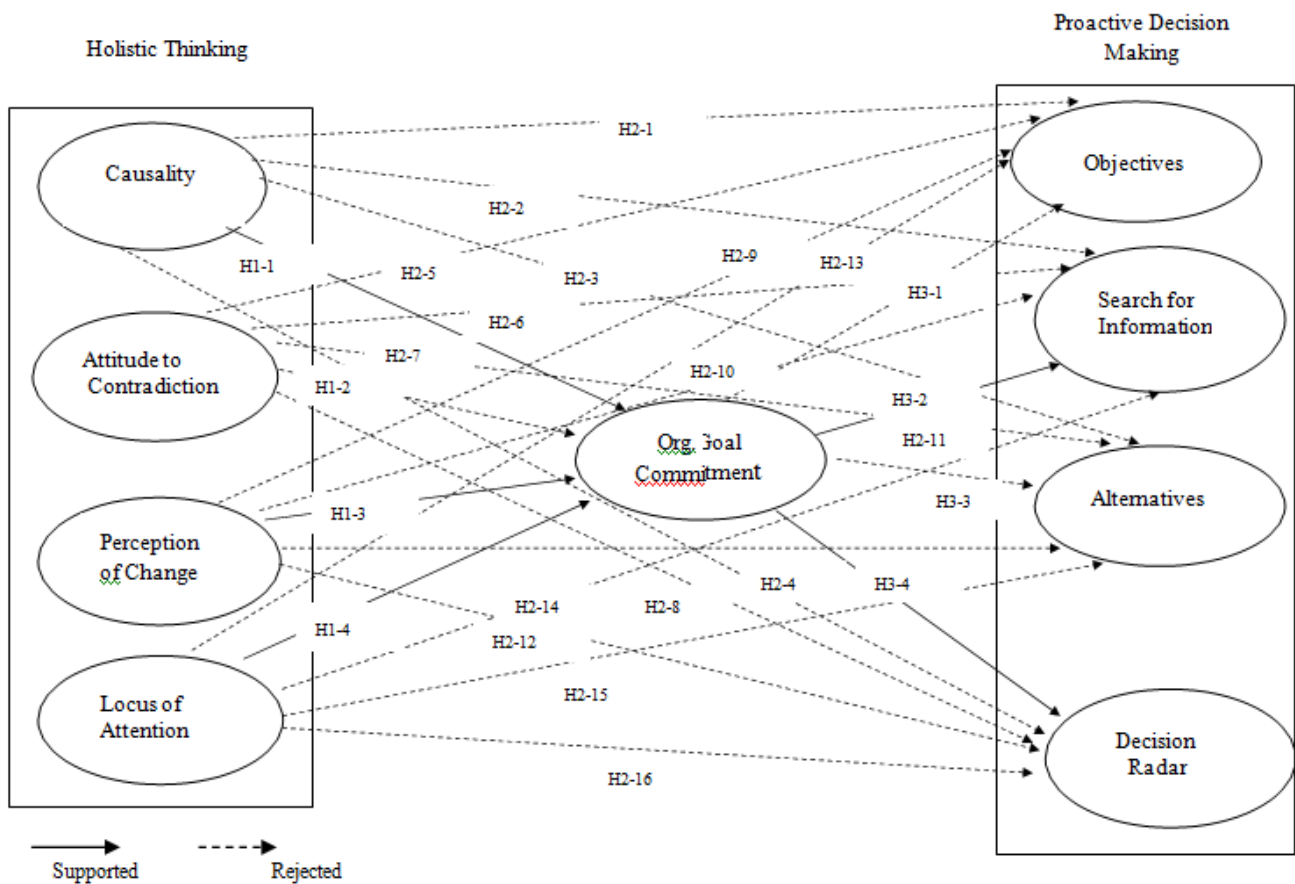 Holistic Thinking
Proactive Decision
Making
Causality
Attitude to
Contradiction
Perception
of Change
Locus of
Attention
H1-1
H1-2
H1-3
H1-4
H2-1
H2-2
H2-3
H2-5
H2-6
H2-7
H2-9
H2-13
H3-1
H2-10
H3-2
H2-11
H3-3
H2-14
H2-12
H2-8
H2-4
H3-4
H2-15
H2-16
Org. Goal
Commitment
Objectives
Search for
Information
Alternatives
Decision
Radar
Supported
Rejected